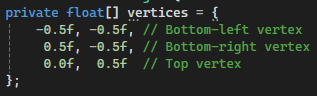 private float[] vertices = {
-0.5f, -0.5f, // Bottom-left vertex
0.5f, -0.5f, // Bottom-right vertex
0.0f, 0.5f // Top vertex
};